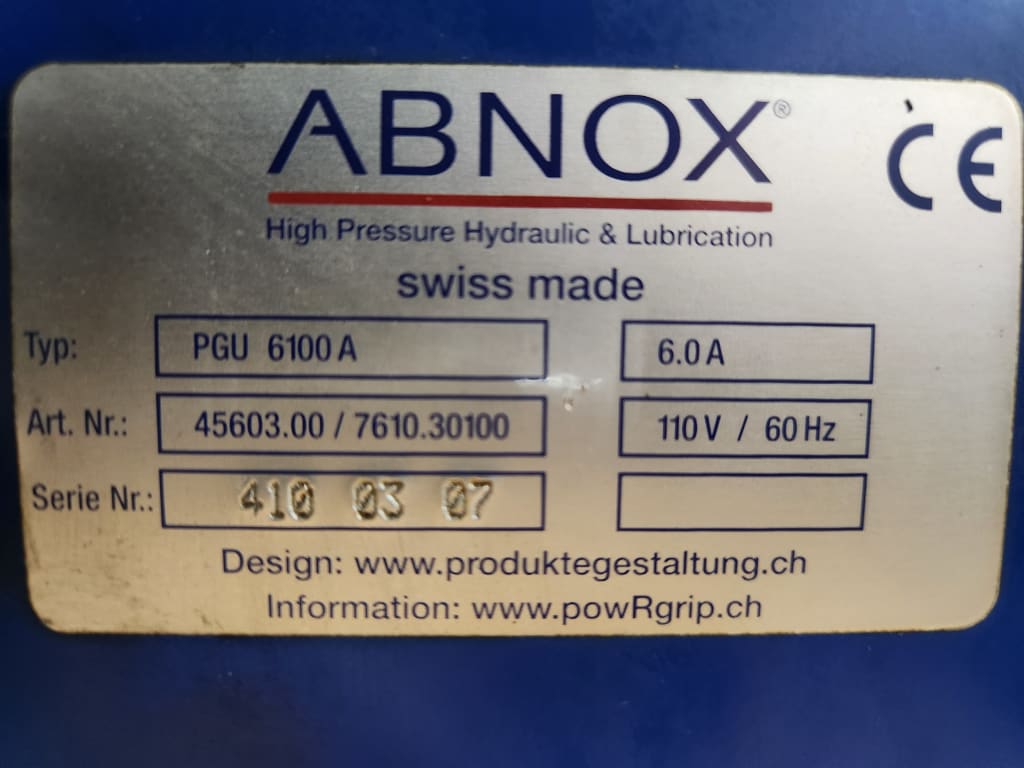 ABNOX®
CE
High Pressure Hydraulic & Lubrication
swiss made
Typ: PGU 6100 A 6.0 A
Art. Nr.: 45603.00 / 7610.30100 110 V / 60 Hz
Serie Nr.: 410 03 07
Design: www.produktegestaltung.ch
Information: www.powRgrip.ch